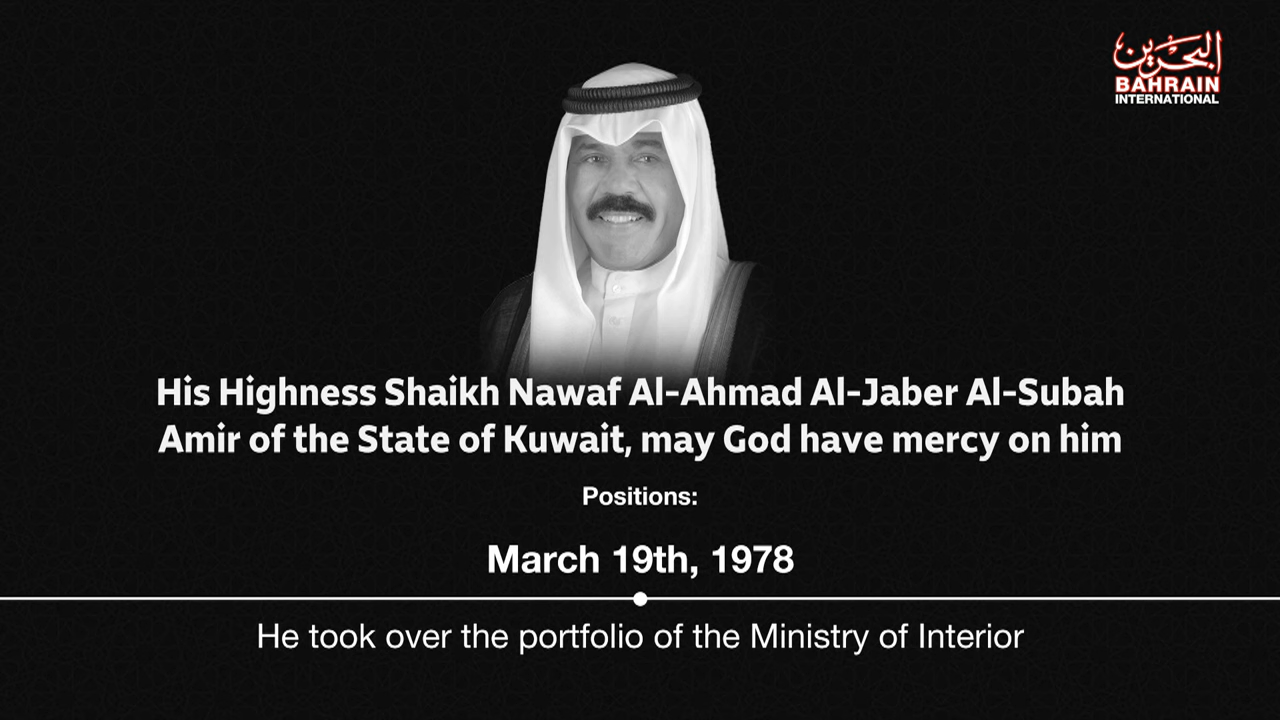 البحرين
BAHRAIN
INTERNATIONAL
His Highness Shaikh Nawaf Al-Ahmad Al-Jaber Al-Subah
Amir of the State of Kuwait, may God have mercy on him
Positions:
March 19th, 1978
He took over the portfolio of the Ministry of Interior